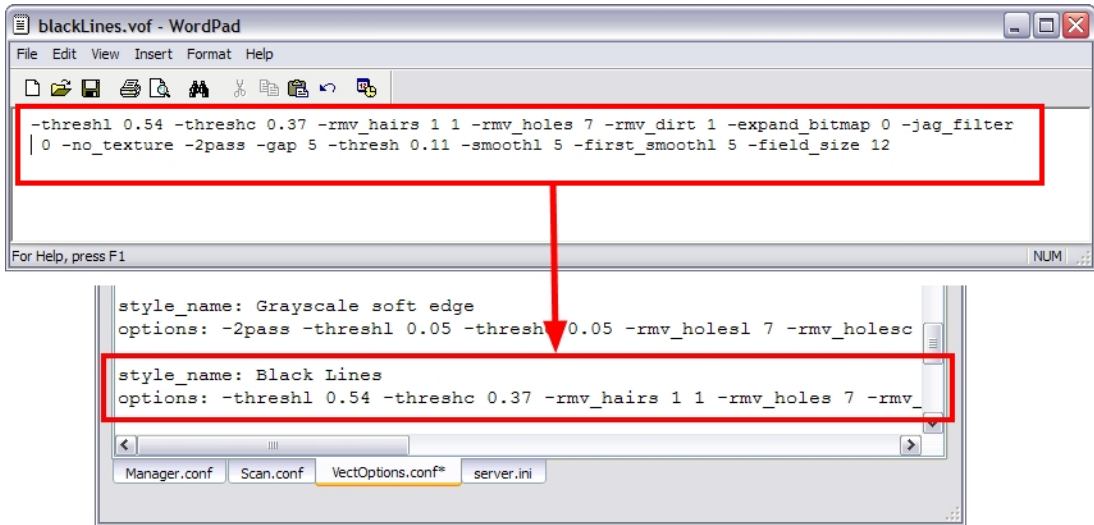 blackLines.vof - WordPad
File Edit View Insert Format Help
-threshl 0.54 -threshc 0.37 -rmv_hairs 1 1 -rmv_holes 7 -rmv_dirt 1 -expand_bitmap 0 -jag_filter
0 -no_texture -2pass -gap 5 -thresh 0.11 -smoothl 5 -first_smoothl 5 -field_size 12
For Help, press F1 NUM
style_name: Grayscale soft edge
options: -2pass -threshl 0.05 -thresh 0.05 -rmv_holesl 7 -rmv_holesc
style_name: Black Lines
options: -threshl 0.54 -threshc 0.37 -rmv_hairs 1 1 -rmv_holes 7 -rmv_
Manager.conf Scan.conf VectOptions.conf* server.ini